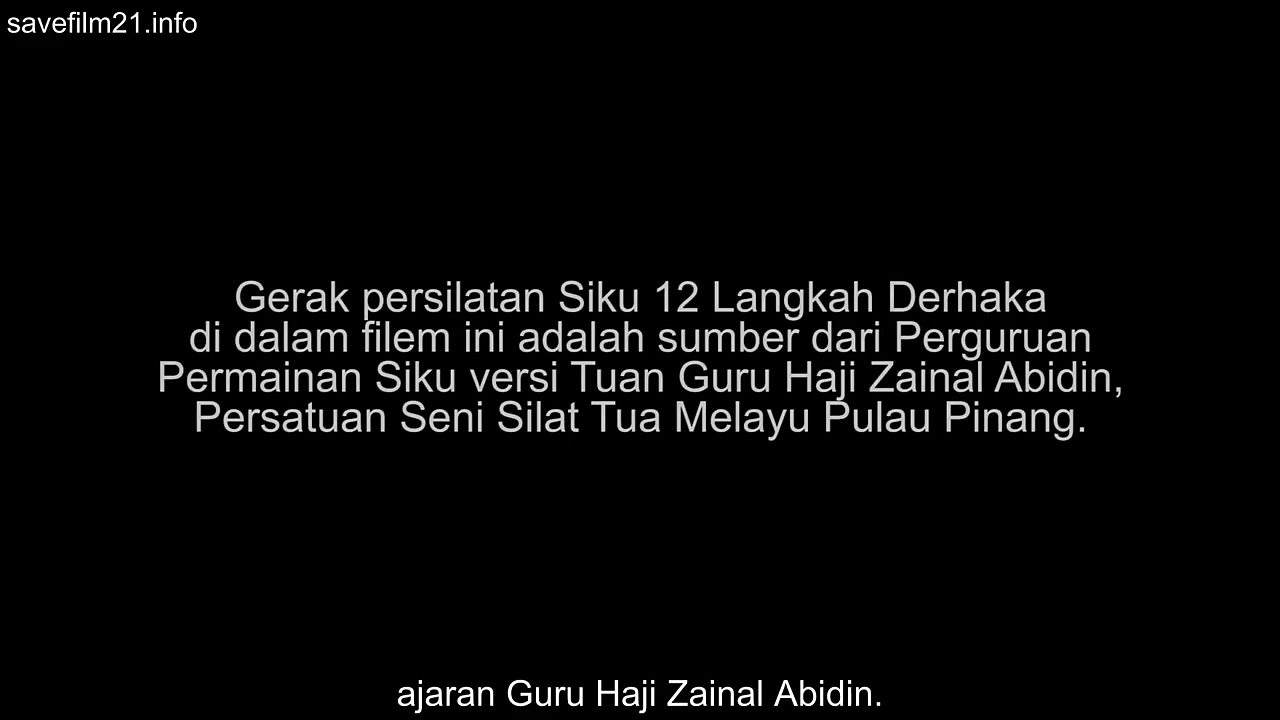 savefilm21.info
Gerak persilatan Siku 12 Langkah Derhaka
di dalam filem ini adalah sumber dari Perguruan
Permainan Siku versi Tuan Guru Haji Zainal Abidin,
Persatuan Seni Silat Tua Melayu Pulau Pinang.
ajaran Guru Haji Zainal Abidin.